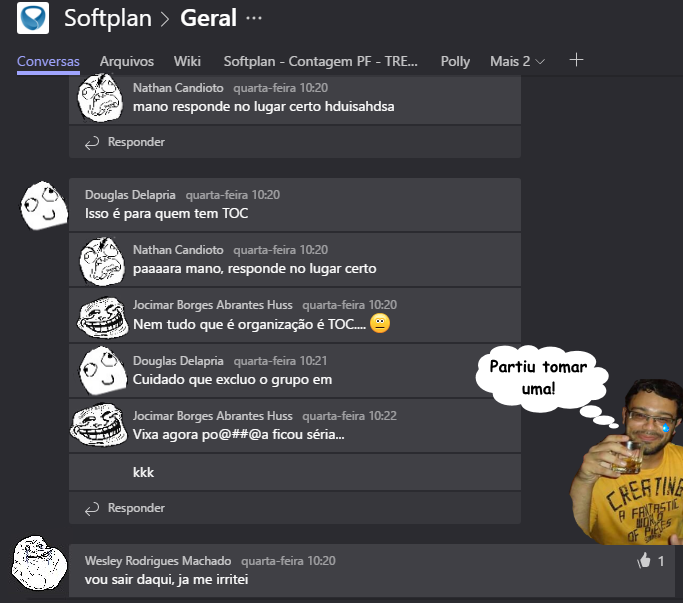 Softplan > Geral ...
Conversas Arquivos Wiki Softplan - Contagem PF - TRE... Polly Mais 2
Nathan Candioto quarta-feira 10:20
mano responde no lugar certo hduisahdsa
Responder
Douglas Delapria quarta-feira 10:20
Isso é para quem tem TOC
Nathan Candioto quarta-feira 10:20
paaaara mano, responde no lugar certo
Jocimar Borges Abrantes Huss quarta-feira 10:20
Nem tudo que é organização é TOC....
Douglas Delapria quarta-feira 10:21
Cuidado que excluo o grupo em
Jocimar Borges Abrantes Huss quarta-feira 10:22
Vixa agora po@##@a ficou séria...
kkk
Responder
Partiu tomar
uma!
CREATING
A FANTASTIC
WORLD
OF BIKES
Wesley Rodrigues Machado quarta-feira 10:20
1
vou sair daqui, ja me irritei